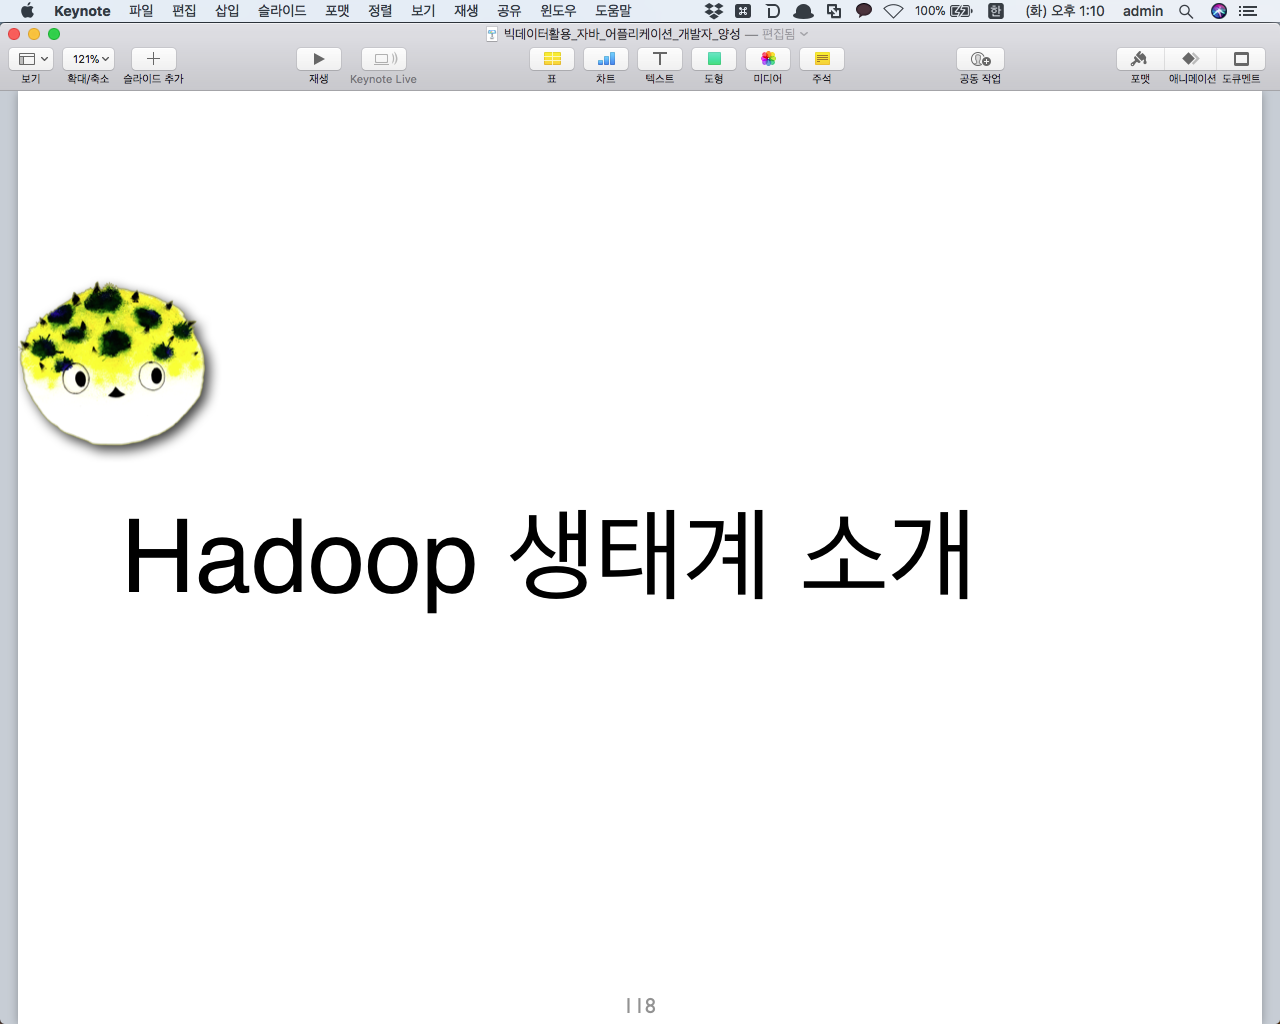 Keynote 파일 편집 삽입 슬라이드 포맷 정렬 보기 재생 공유 윈도우 도움말 100% 한 (화) 오후 1:10 admin
빅데이터활용_자바_어플리케이션_개발자_양성 — 편집됨
121%
보기 확대/축소 슬라이드 추가 재생 Keynote Live 표 차트 텍스트 도형 미디어 주석 공동 작업 포맷 애니메이션 도큐멘트
Hadoop 생태계 소개
118